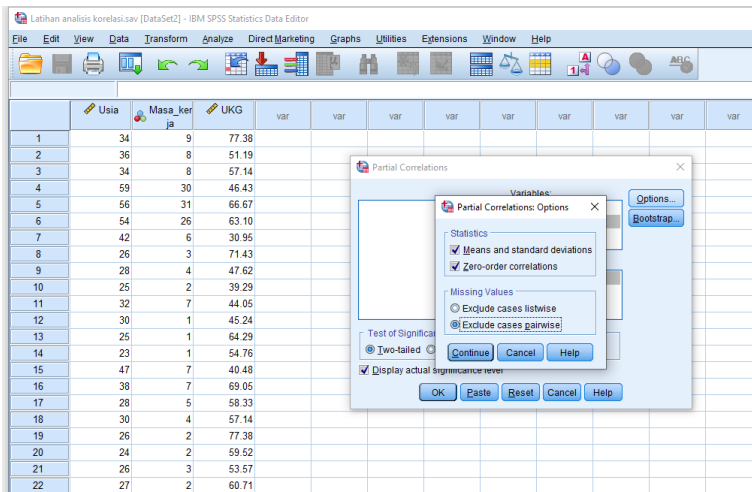 Latihan analisis korelasi.sav [DataSet2] - IBM SPSS Statistics Data Editor
File Edit View Data Transform Analyze Direct Marketing Graphs Utilities Extensions Window Help
Usia Masa_kerja UKG var var var var var var var var
1 34 9 77.38
2 36 8 51.19
3 34 8 57.14
4 59 30 46.43
5 56 31 66.67
6 54 26 63.10
7 42 6 30.95
8 26 3 71.43
9 28 4 47.62
10 25 2 39.29
11 32 7 44.05
12 30 1 45.24
13 25 1 64.29
14 23 1 54.76
15 47 7 40.48
16 38 7 69.05
17 28 5 58.33
18 30 4 57.14
19 26 2 77.38
20 24 2 59.52
21 26 3 53.57
22 27 2 60.71
Partial Correlations
Variables:
Options...
Bootstrap...
Test of Significa
Two-tailed
Display actual significance level
OK Paste Reset Cancel Help
Partial Correlations: Options
Statistics
Means and standard deviations
Zero-order correlations
Missing Values
Exclude cases listwise
Exclude cases pairwise
Continue Cancel Help